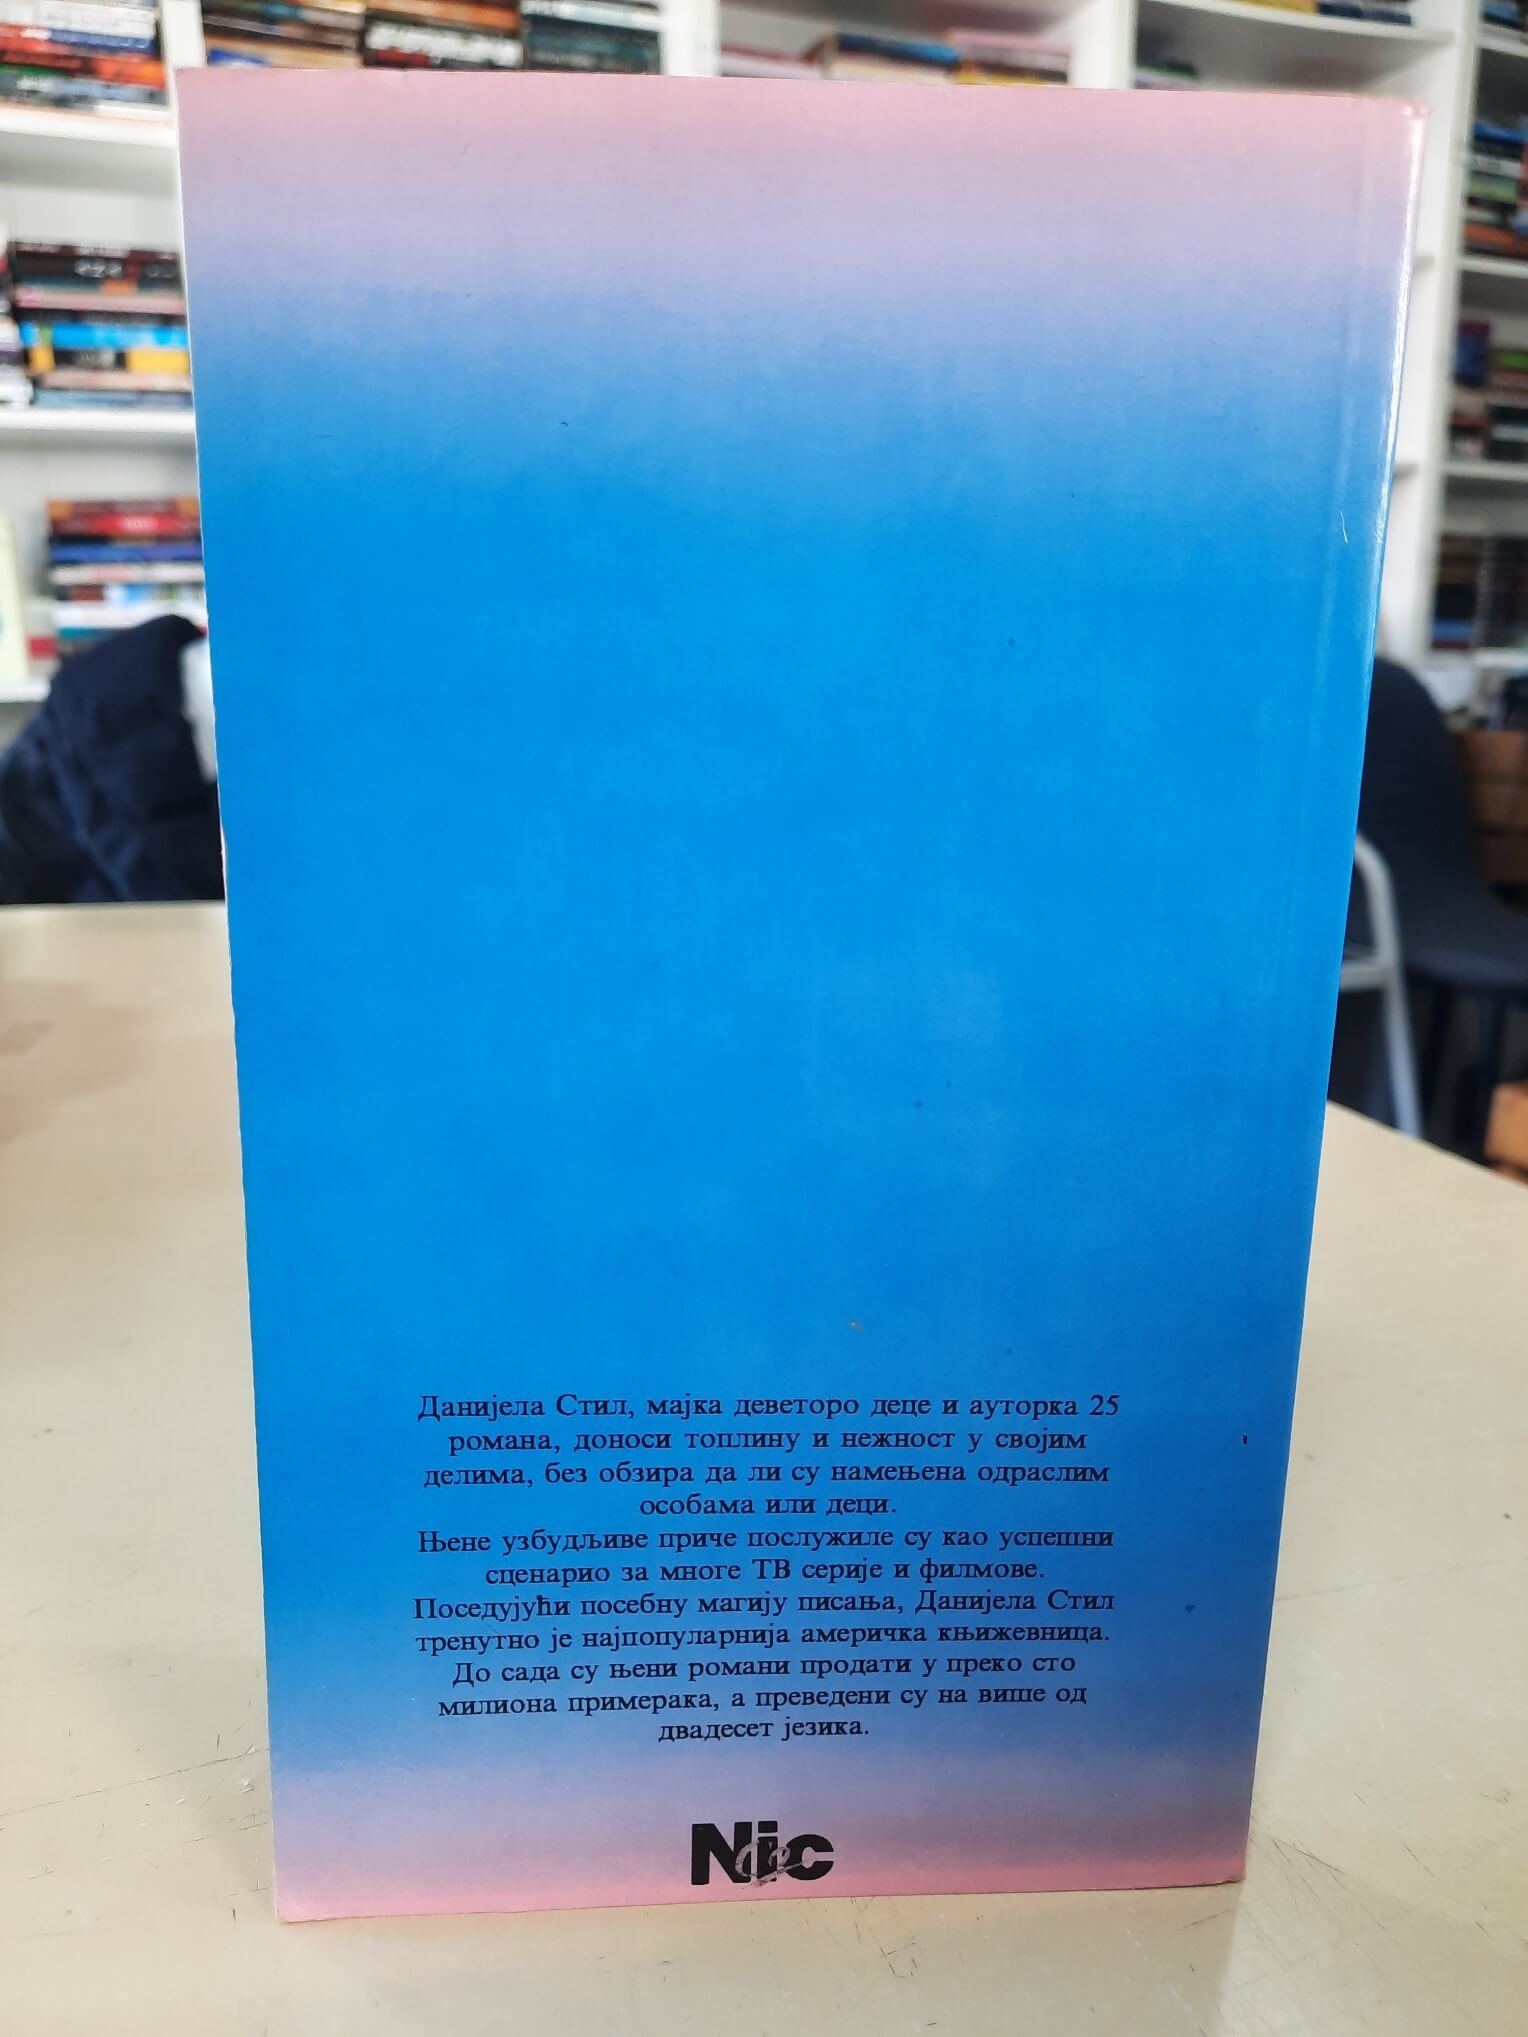 Данијела Стил, мајка деветоро деце и ауторка 25
романа, доноси топлину и нежност у својим
делима, без обзира да ли су намењена одраслим
особама или деци.
Њене узбудљиве приче послужиле су као успешни
сценарио за многе ТВ серије и филмове.
Поседујући посебну магију писања, Данијела Стил
тренутно је најпопуларнија америчка књижевница.
До сада су њени романи продати у преко сто
милиона примерака, а преведени су на више од
двадесет језика.
Nic